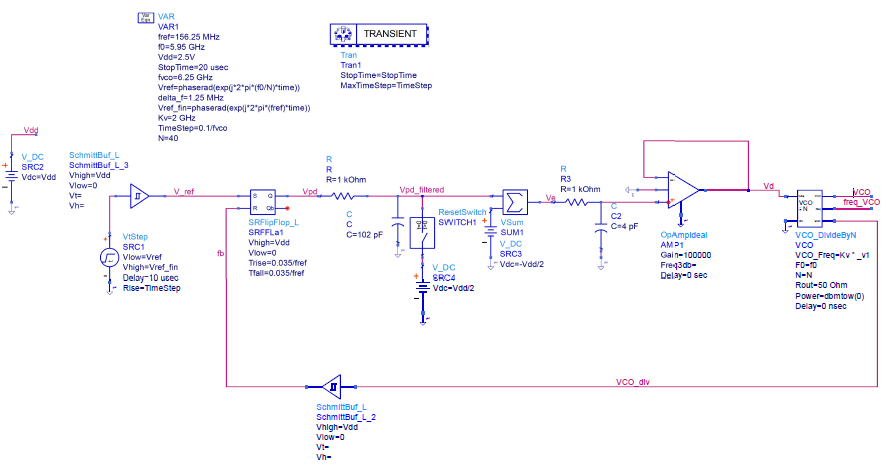 Var
Eqn
VAR
VAR1
fref=156.25 MHz
f0=5.95 GHz
Vdd=2.5V
StopTime=20 usec
fvco=6.25 GHz
Vref=phaserad(exp(j*2*pi*(f0/N)*time))
delta_f=1.25 MHz
Vref_fin=phaserad(exp(j*2*pi*(fref)*time))
Kv=2 GHz
TimeStep=0.1/fvco
N=40
TRANSIENT
Tran
Tran1
StopTime=StopTime
MaxTimeStep=TimeStep
Vdd
V_DC
SRC2
Vdc=Vdd
SchmittBuf_L
SchmittBuf_L_3
Vhigh=Vdd
Vlow=0
Vt=
Vh=
VtStep
SRC1
Vlow=Vref
Vhigh=Vref_fin
Delay=10 usec
Rise=TimeStep
V_ref
fb
S Q
R Qb
SRFlipFlop_L
SRFFLa1
Vhigh=Vdd
Vlow=0
Trise=0.035/fref
Tfall=0.035/fref
Vpd
R
R
R=1 kOhm
C
C
C=102 pF
Vpd_filtered
ResetSwitch
SWITCH1
V_DC
SRC4
Vdc=Vdd/2
VSum
SUM1
V_DC
SRC3
Vdc=-Vdd/2
Va
R
R3
R=1 kOhm
C
C2
C=4 pF
OpAmpIdeal
AMP1
Gain=100000
Freq3db=
Delay=0 sec
Vd
VCO
÷ N
VCO
freq_VCO
VCO_DivideByN
VCO
VCO_Freq=Kv * _v1
F0=f0
N=N
Rout=50 Ohm
Power=dbmtow(0)
Delay=0 nsec
VCO_div
SchmittBuf_L
SchmittBuf_L_2
Vhigh=Vdd
Vlow=0
Vt=
Vh=